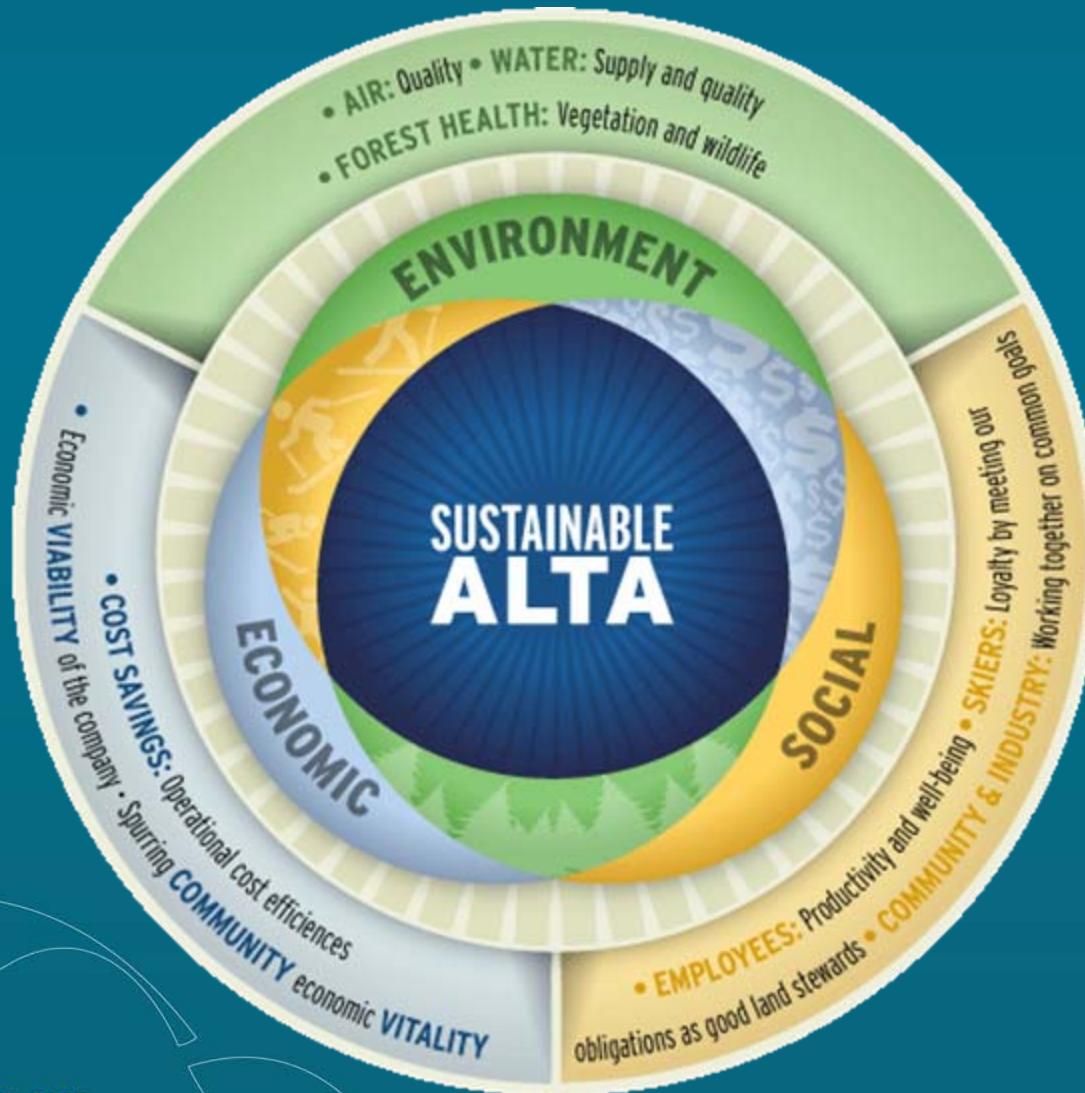 • AIR: Quality • WATER: Supply and quality
• FOREST HEALTH: Vegetation and wildlife
ENVIRONMENT
SUSTAINABLE
ALTA
ECONOMIC
SOCIAL
• COST SAVINGS: Operational cost efficiences
• Economic VIABILITY of the company • Spurring COMMUNITY economic VITALITY
• EMPLOYEES: Productivity and well-being • SKIERS: Loyalty by meeting our
obligations as good land stewards • COMMUNITY & INDUSTRY: Working together on common goals